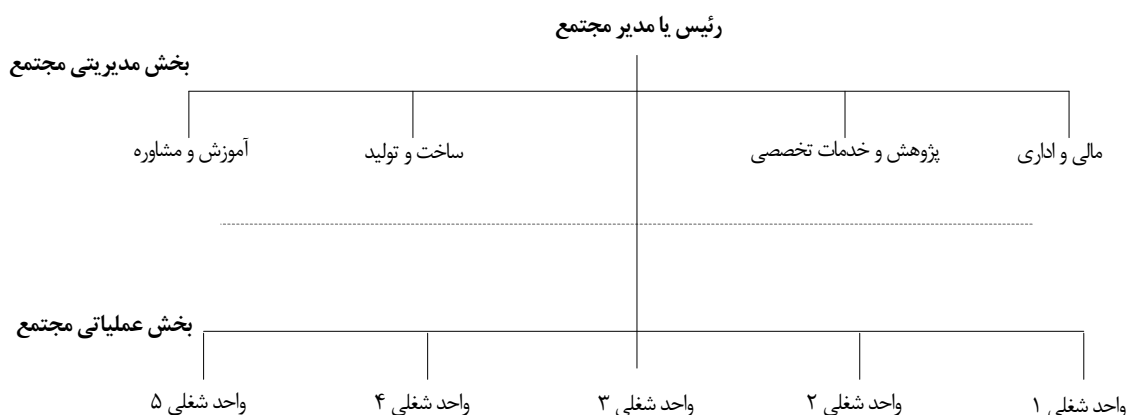 رئیس یا مدیر مجتمع
بخش مدیریتی مجتمع
مالی و اداری
پژوهش و خدمات تخصصی
ساخت و تولید
آموزش و مشاوره
بخش عملیاتی مجتمع
واحد شغلی ۱
واحد شغلی ۲
واحد شغلی ۳
واحد شغلی ۴
واحد شغلی ۵